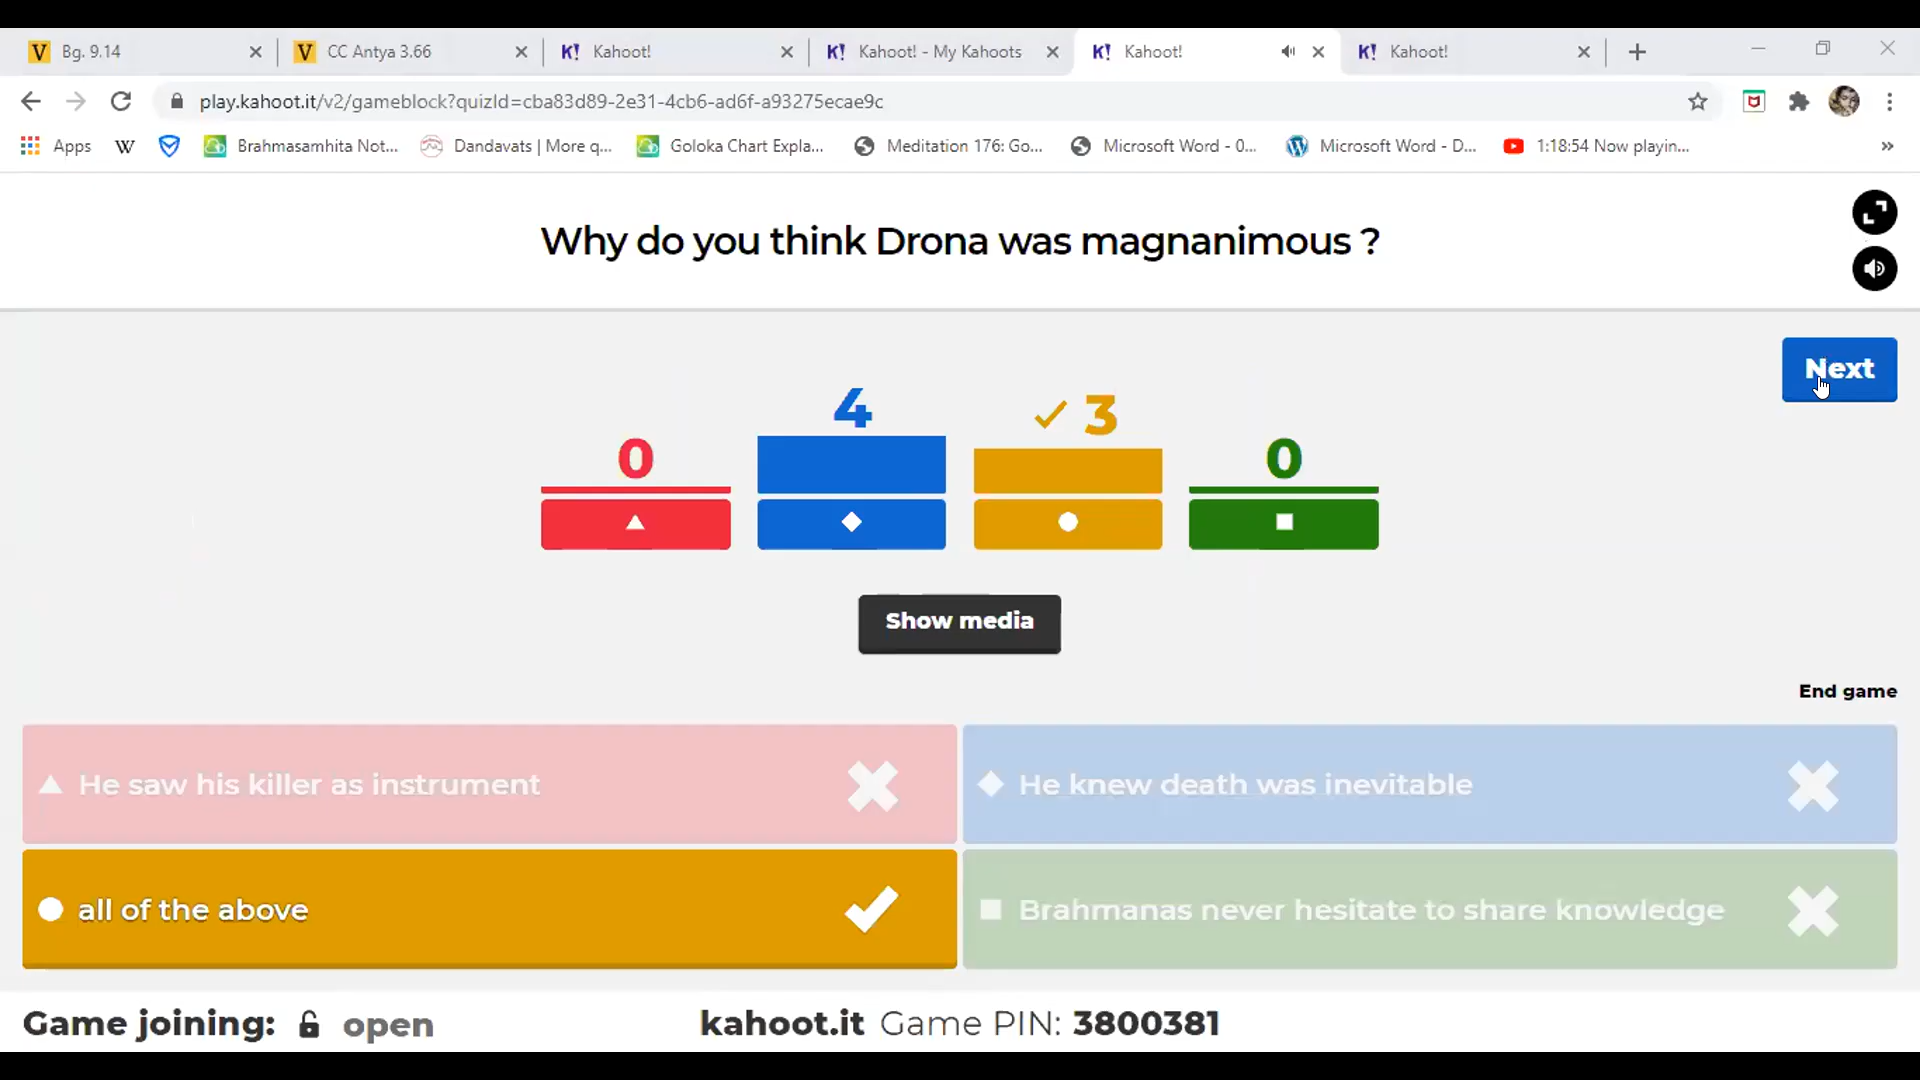 Bg. 9.14
CC Antya 3.66
K! Kahoot!
K! Kahoot! - My Kahoots
K! Kahoot!
K! Kahoot!
play.kahoot.it/v2/gameblock?quizId=cba83d89-2e31-4cb6-ad6f-a93275ecae9c
Apps
W
Brahmasamhita Not...
Dandavats | More q...
Goloka Chart Expla...
Meditation 176: Go...
Microsoft Word - 0...
Microsoft Word - D...
1:18:54 Now playin...
»
Why do you think Drona was magnanimous ?
Next
0
4
3
0
Show media
End game
He saw his killer as instrument
He knew death was inevitable
all of the above
Brahmanas never hesitate to share knowledge
Game joining: open
kahoot.it Game PIN: 3800381